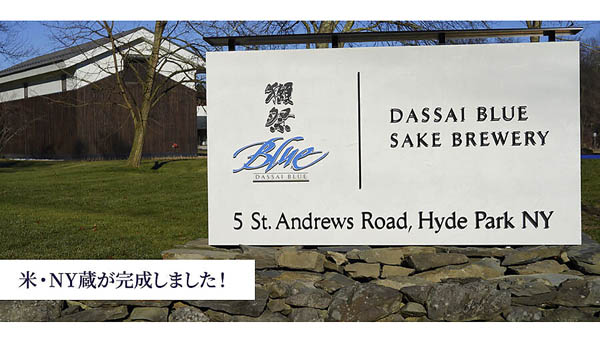 獺祭
Blue
DASSAI BLUE
DASSAI BLUE
SAKE BREWERY
5 St. Andrews Road, Hyde Park NY
米・NY蔵が完成しました！